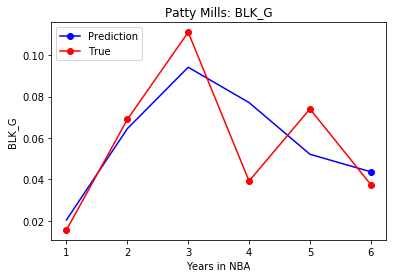 Patty Mills: BLK_G
Prediction
True
0.10
0.08
0.06
0.04
0.02
BLK_G
1 2 3 4 5 6
Years in NBA